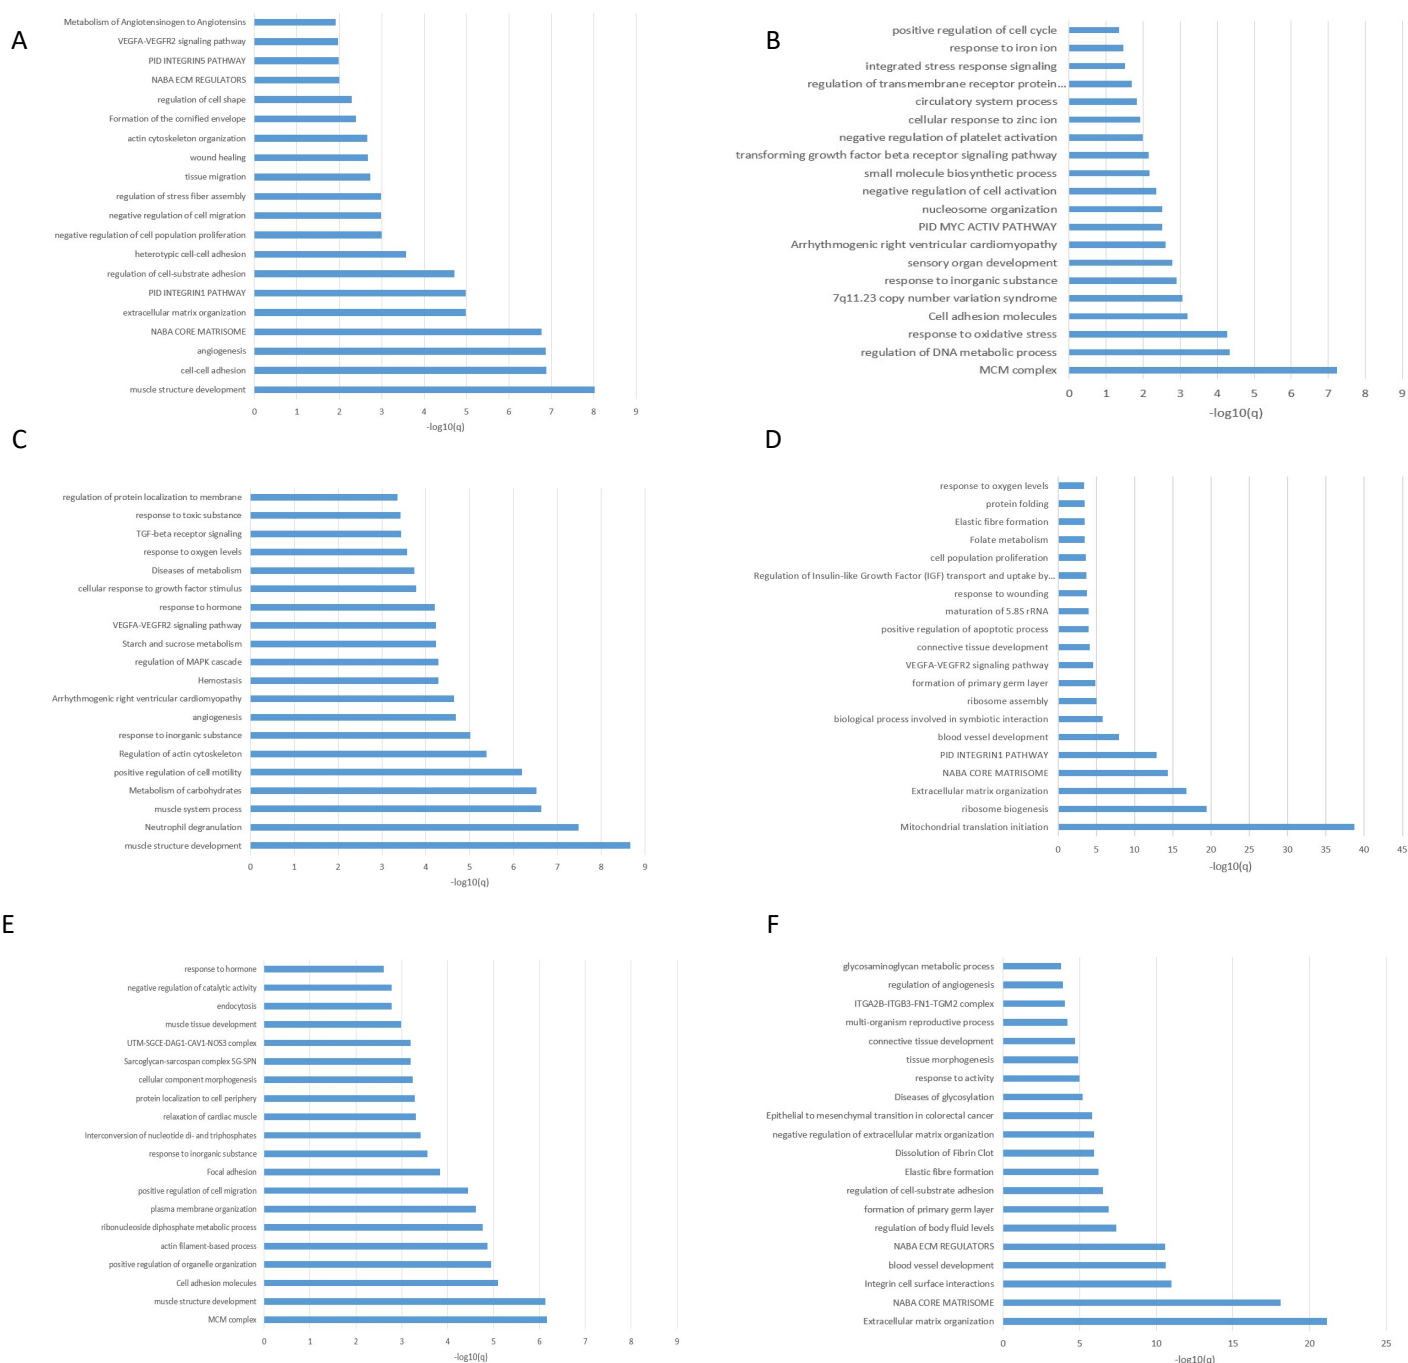 A
Metabolism of Angiotensinogen to Angiotensins
VEGFA-VEGFR2 signaling pathway
PID INTEGRIN5 PATHWAY
NABA ECM REGULATORS
regulation of cell shape
Formation of the cornified envelope
actin cytoskeleton organization
wound healing
tissue migration
regulation of stress fiber assembly
negative regulation of cell migration
negative regulation of cell population proliferation
heterotypic cell-cell adhesion
regulation of cell-substrate adhesion
PID INTEGRIN1 PATHWAY
extracellular matrix organization
NABA CORE MATRISOME
angiogenesis
cell-cell adhesion
muscle structure development
0 1 2 3 4 5 6 7 8 9
-log10(q)
B
positive regulation of cell cycle
response to iron ion
integrated stress response signaling
regulation of transmembrane receptor protein...
circulatory system process
cellular response to zinc ion
negative regulation of platelet activation
transforming growth factor beta receptor signaling pathway
small molecule biosynthetic process
negative regulation of cell activation
nucleosome organization
PID MYC ACTIV PATHWAY
Arrhythmogenic right ventricular cardiomyopathy
sensory organ development
response to inorganic substance
7q11.23 copy number variation syndrome
Cell adhesion molecules
response to oxidative stress
regulation of DNA metabolic process
MCM complex
0 1 2 3 4 5 6 7 8 9
-log10(q)
C
regulation of protein localization to membrane
response to toxic substance
TGF-beta receptor signaling
response to oxygen levels
Diseases of metabolism
cellular response to growth factor stimulus
response to hormone
VEGFA-VEGFR2 signaling pathway
Starch and sucrose metabolism
regulation of MAPK cascade
Hemostasis
Arrhythmogenic right ventricular cardiomyopathy
angiogenesis
response to inorganic substance
Regulation of actin cytoskeleton
positive regulation of cell motility
Metabolism of carbohydrates
muscle system process
Neutrophil degranulation
muscle structure development
0 1 2 3 4 5 6 7 8 9
-log10(q)
D
response to oxygen levels
protein folding
Elastic fibre formation
Folate metabolism
cell population proliferation
Regulation of Insulin-like Growth Factor (IGF) transport and uptake by...
response to wounding
maturation of 5.8S rRNA
positive regulation of apoptotic process
connective tissue development
VEGFA-VEGFR2 signaling pathway
formation of primary germ layer
ribosome assembly
biological process involved in symbiotic interaction
blood vessel development
PID INTEGRIN1 PATHWAY
NABA CORE MATRISOME
Extracellular matrix organization
ribosome biogenesis
Mitochondrial translation initiation
0 5 10 15 20 25 30 35 40 45
-log10(q)
E
response to hormone
negative regulation of catalytic activity
endocytosis
muscle tissue development
UTM-SGCE-DAG1-CAV1-NOS3 complex
Sarcoglycan-sarcospan complex SG-SPN
cellular component morphogenesis
protein localization to cell periphery
relaxation of cardiac muscle
Interconversion of nucleotide di- and triphosphates
response to inorganic substance
Focal adhesion
positive regulation of cell migration
plasma membrane organization
ribonucleoside diphosphate metabolic process
actin filament-based process
positive regulation of organelle organization
Cell adhesion molecules
muscle structure development
MCM complex
0 1 2 3 4 5 6 7 8 9
-log10(q)
F
glycosaminoglycan metabolic process
regulation of angiogenesis
ITGA2B-ITGB3-FN1-TGM2 complex
multi-organism reproductive process
connective tissue development
tissue morphogenesis
response to activity
Diseases of glycosylation
Epithelial to mesenchymal transition in colorectal cancer
negative regulation of extracellular matrix organization
Dissolution of Fibrin Clot
Elastic fibre formation
regulation of cell-substrate adhesion
formation of primary germ layer
regulation of body fluid levels
NABA ECM REGULATORS
blood vessel development
Integrin cell surface interactions
NABA CORE MATRISOME
Extracellular matrix organization
0 5 10 15 20 25
-log10(q)